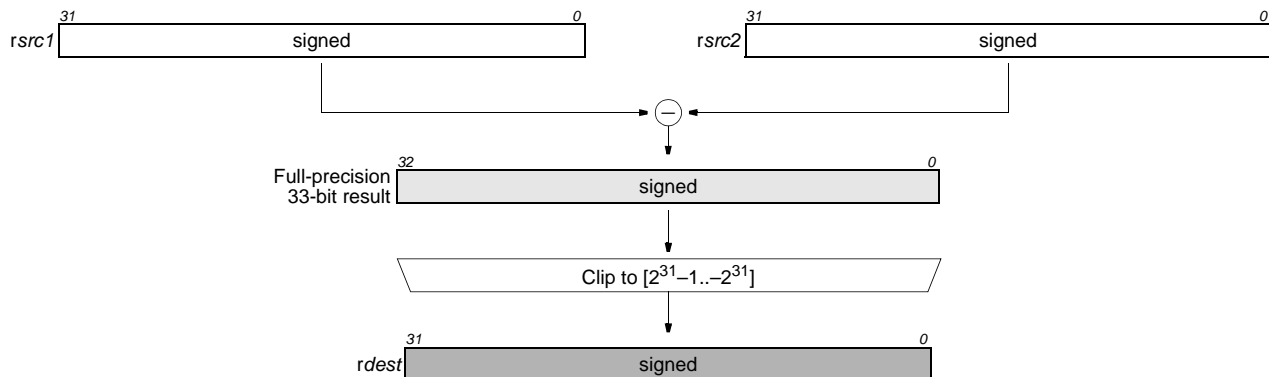 31 0 31 0
rsrc1 signed rsrc2 signed
–
32 0
Full-precision
33-bit result
signed
Clip to [2³¹–1..–2³¹]
31 0
rdest signed